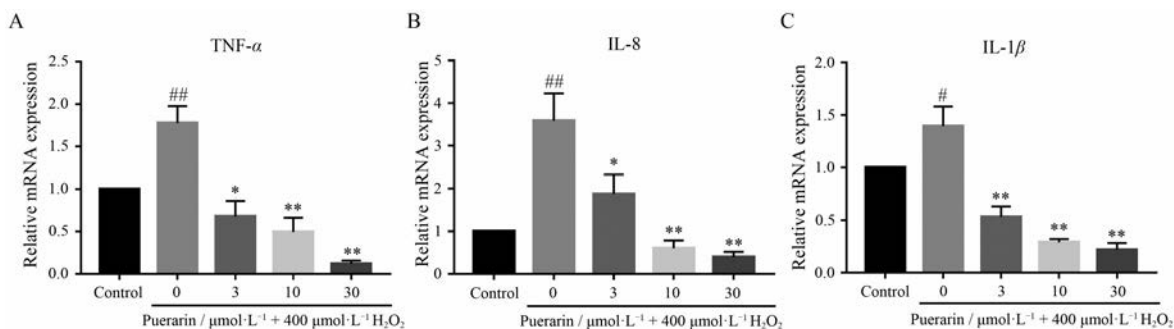 A
TNF-α
Relative mRNA expression
2.5
2.0
1.5
1.0
0.5
0.0
##
*
**
**
Control
0
3
10
30
Puerarin / μmol·L⁻¹ + 400 μmol·L⁻¹ H₂O₂
B
IL-8
Relative mRNA expression
5
4
2
1
0
##
*
**
**
Control
0
3
10
30
Puerarin / μmol·L⁻¹ + 400 μmol·L⁻¹ H₂O₂
C
IL-1β
Relative mRNA expression
2.0
1.5
1.0
0.5
0.0
#
**
**
**
Control
0
3
10
30
Puerarin / μmol·L⁻¹ + 400 μmol·L⁻¹ H₂O₂